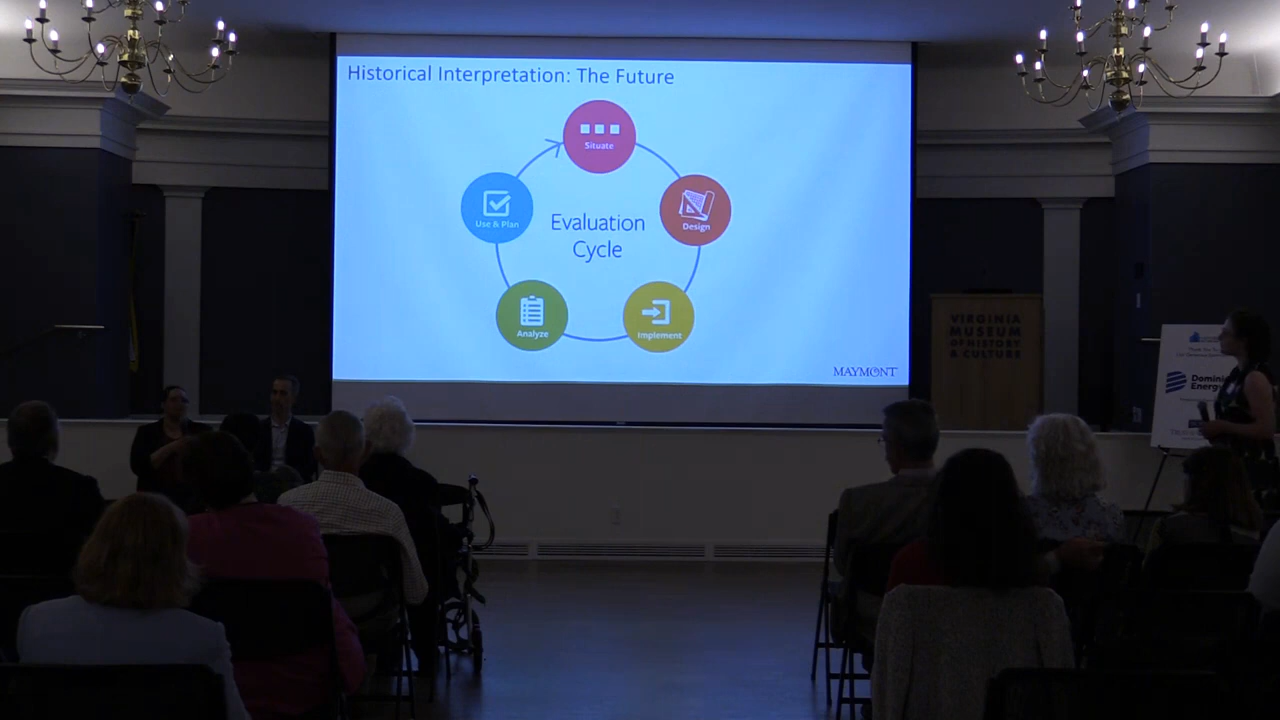 Historical Interpretation: The Future
Situate
Design
Implement
Analyze
Use & Plan
Evaluation
Cycle
MAYMONT
VIRGINIA
MUSEUM
OF HISTORY
& CULTURE
Dominion
Energy